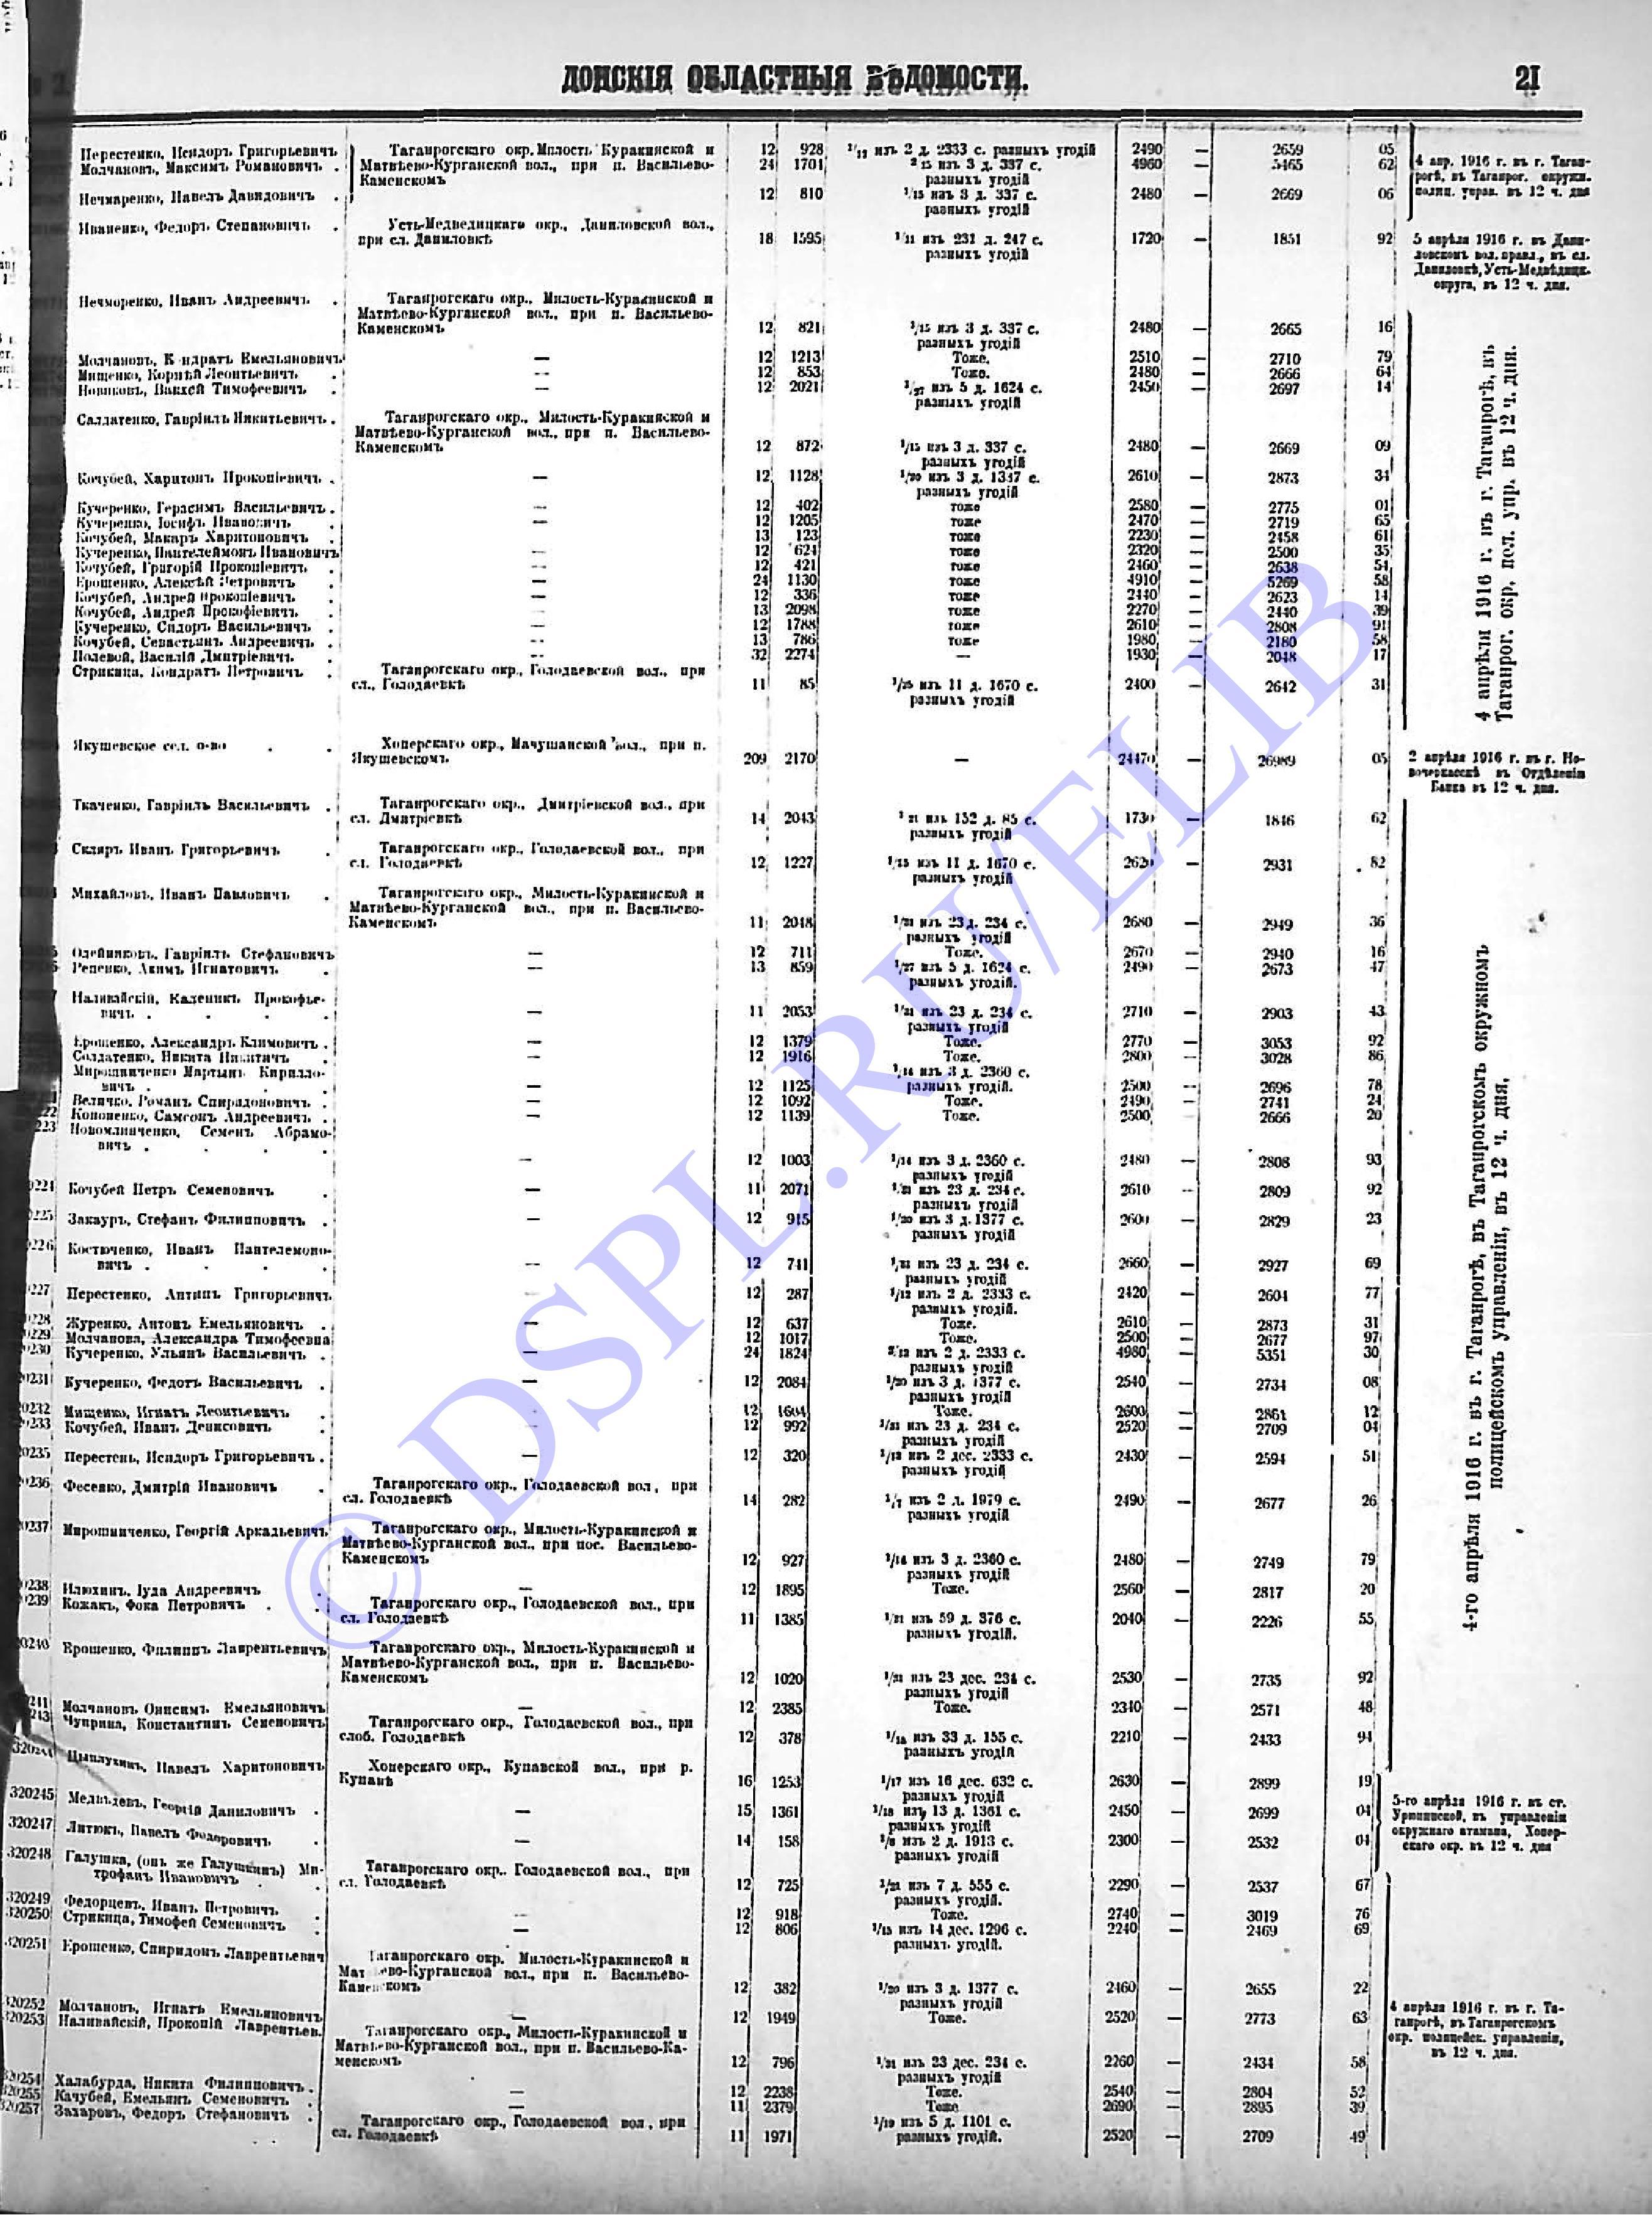 ДОНСКІЯ ОБЛАСТНЫЯ ВѢДОМОСТИ. 21
Перестенко, Исидоръ Григорьевичъ Таганрогскаго окр. Милость-Куракинской и 12 928 1/12 изъ 2 д. 2333 с. разныхъ угодій 2490 — 2659 05
Молчановъ, Максимъ Романовичъ . Матвѣево-Курганской вол., при п. Васильево- 24 1701 2/15 изъ 3 д. 337 с. 4960 — 5465 62
Каменскомъ разныхъ угодій
4 апр. 1916 г. въ г. Таган-
рогѣ, въ Таганрог. окружн.
полиц. управ. въ 12 ч. дня
Нечмаренко, Павелъ Давидовичъ . 12 810 1/15 изъ 3 д. 337 с. 2480 — 2669 06
разныхъ угодій
Иваненко, Федоръ Степановичъ . Усть-Медведицкаго окр., Даниловской вол.,
при сл. Даниловкѣ 18 1595 1/11 изъ 231 д. 247 с. 1720 — 1851 92
разныхъ угодій
5 апрѣля 1916 г. въ Дани-
ловскомъ вол. правл., въ сл.
Даниловкѣ, Усть-Медвѣдицк.
округа, въ 12 ч. дня.
Нечморенко, Иванъ Андреевичъ . Таганрогскаго окр., Милость-Куракинской и
Матвѣево-Курганской вол., при п. Васильево-
Каменскомъ 12 821 1/15 изъ 3 д. 337 с. 2480 — 2665 16
разныхъ угодій
Молчановъ, Кондратъ Емельяновичъ — 12 1213 Тоже. 2510 — 2710 79
Мищенко, Корнѣй Леонтьевичъ . — 12 853 Тоже. 2480 — 2666 64
Новиковъ, Вакхей Тимофеевичъ . — 12 2021 1/27 изъ 5 д. 1624 с. 2450 — 2697 14
разныхъ угодій
Салдатенко, Гавріилъ Никитьевичъ . Таганрогскаго окр., Милость-Куракинской и
Матвѣево-Курганской вол., при п. Васильево-
Каменскомъ 12 872 1/15 изъ 3 д. 337 с. 2480 — 2669 09
разныхъ угодій
Кочубей, Харитонъ Прокопіевичъ . — 12 1128 1/20 изъ 3 д. 1337 с. 2610 — 2873 34
разныхъ угодій
Кучеренко, Герасимъ Васильевичъ . — 12 402 тоже 2580 — 2775 01
Кучеренко, Іосифъ Ивановичъ . — 12 1205 тоже 2470 — 2719 65
Кочубей, Макаръ Харитоновичъ . 13 123 тоже 2230 — 2458 61
Кучеренко, Пантелеймонъ Ивановичъ — 12 624 тоже 2320 — 2500 35
Кочубей, Григорій Прокопіевичъ . — 12 421 тоже 2460 — 2638 54
Ерошенко, Алексѣй Петровичъ . — 24 1130 тоже 4910 — 5269 58
Кочубей, Андрей Прокопіевичъ . — 12 336 тоже 2440 — 2623 14
Кочубей, Андрей Прокофіевичъ . — 13 2098 тоже 2270 — 2440 39
Кучеренко, Сидоръ Васильевичъ . — 12 1788 тоже 2610 — 2808 91
Кочубей, Севастьянъ Андреевичъ . — 13 786 тоже 1980 — 2180 58
Полевой, Василій Дмитріевичъ . — 32 2274 — 1930 — 2048 17
Стрикица, Кондратъ Петровичъ . Таганрогскаго окр., Голодаевской вол., при
сл., Голодаевкѣ 11 85 1/25 изъ 11 д. 1670 с. 2400 — 2642 31
разныхъ угодій
4 апрѣля 1916 г. въ г. Таганрогѣ, въ
Таганрог. окр. пол. упр. въ 12 ч. дня.
Якушевское сел. о-во . . Хоперскаго окр., Мачушанской вол., при п.
Якушевскомъ 209 2170 — 24470 — 26989 05
2 апрѣля 1916 г. въ г. Но-
вочеркасскѣ въ Отдѣленіи
Банка въ 12 ч. дня.
Ткаченко, Гавріилъ Васильевичъ . Таганрогскаго окр., Дмитріевской вол., при
сл. Дмитріевкѣ 14 2043 1/21 изъ 152 д. 85 с. 1730 — 1846 62
разныхъ угодій
Скляръ Иванъ Григорьевичъ . Таганрогскаго окр., Голодаевской вол., при
сл. Голодаевкѣ 12 1227 1/25 изъ 11 д. 1670 с. 2620 — 2931 82
разныхъ угодій
Михайловъ, Иванъ Павловичъ . Таганрогскаго окр., Милость-Куракинской и
Матвѣево-Курганской вол., при п. Васильево-
Каменскомъ 11 2048 1/31 изъ 23 д. 234 с. 2680 — 2949 36
разныхъ угодій
Олейниковъ, Гавріилъ Стефановичъ — 12 711 Тоже. 2670 — 2940 16
Репенко, Акимъ Игнатовичъ . — 13 859 1/27 изъ 5 д. 1624 с. 2490 — 2673 47
разныхъ угодій.
Наливайскій, Каленикъ Прокофье-
вичъ . . . . — 11 2053 1/31 изъ 23 д. 234 с. 2710 — 2903 43
разныхъ угодій
Ерошенко, Александръ Климовичъ . — 12 1379 Тоже. 2770 — 3053 92
Солдатенко, Никита Никитичъ . — 12 1916 Тоже. 2800 — 3028 86
Мирошниченко Мартынъ Кирилло- 1/14 изъ 3 д. 2360 с.
вичъ . . . . — 12 1125 разныхъ угодій. 2500 — 2696 78
Величко, Романъ Спиридоновичъ . — 12 1092 Тоже. 2490 — 2741 24
222 Кононенко, Самсонъ Андреевичъ . — 12 1139 Тоже. 2500 — 2666 20
223 Новомлинченко, Семенъ Абрамо-
вичъ . . . . — 12 1003 1/14 изъ 3 д. 2360 с. 2480 — 2808 93
разныхъ угодій
0224 Кочубей Петръ Семеновичъ . — 11 2071 1/31 изъ 23 д. 234 с. 2610 — 2809 92
разныхъ угодій
0225 Закауръ, Стефанъ Филипповичъ . — 12 915 1/20 изъ 3 д. 1377 с. 2600 — 2829 23
разныхъ угодій
0226 Костюченко, Иванъ Пантелемоно-
вичъ . . . . — 12 741 1/31 изъ 23 д. 234 с. 2660 — 2927 69
разныхъ угодій
0227 Перестенко, Антипъ Григорьевичъ — 12 287 1/12 изъ 2 д. 2333 с. 2420 — 2604 77
разныхъ угодій.
0228 Журенко, Антонъ Емельяновичъ . — 12 637 Тоже. 2610 — 2873 31
0229 Молчанова, Александра Тимофеевна 12 1017 Тоже. 2500 — 2677 97
0230 Кучеренко, Ульянъ Васильевичъ . — 24 1824 2/12 изъ 2 д. 2333 с. 4980 — 5351 30
разныхъ угодій
0231 Кучеренко, Федотъ Васильевичъ . — 12 2084 1/20 изъ 3 д. 1377 с. 2540 — 2734 08
разныхъ угодій
0232 Мищенко, Игнатъ Леонтьевичъ . 12 1604 Тоже. 2600 — 2861 12
0233 Кочубей, Иванъ Денисовичъ . — 12 992 1/31 изъ 23 д. 234 с. 2520 — 2709 04
разныхъ угодій
0235 Перестень, Исидоръ Григорьевичъ . — 12 320 1/12 изъ 2 дес. 2333 с. 2430 — 2594 51
разныхъ угодій
0236 Фесенко, Дмитрій Ивановичъ . Таганрогскаго окр., Голодаевской вол., при
сл. Голодаевкѣ 14 282 1/7 изъ 2 д. 1979 с. 2490 — 2677 26
разныхъ угодій
0237 Мирошниченко, Георгій Аркадьевичъ Таганрогскаго окр., Милость-Куракинской и
Матвѣево-Курганской вол., при пос. Васильево-
Каменскомъ 12 927 1/14 изъ 3 д. 2360 с. 2480 — 2749 79
разныхъ угодій
0238 Илюхинъ, Іуда Андреевичъ . — 12 1895 Тоже. 2560 — 2817 20
0239 Кожакъ, Фока Петровичъ . . Таганрогскаго окр., Голодаевской вол., при
сл. Голодаевкѣ 11 1385 1/21 изъ 59 д. 376 с. 2040 — 2226 55
разныхъ угодій.
20240 Ерошенко, Филиппъ Лаврентьевичъ Таганрогскаго окр., Милость-Куракинской и
Матвѣево-Курганской вол., при п. Васильево-
Каменскомъ 12 1020 1/31 изъ 23 дес. 234 с. 2530 — 2735 92
разныхъ угодій
241 Молчановъ Онисимъ Емельяновичъ — 12 2385 Тоже. 2340 — 2571 48
243 Чуприна, Константинъ Семеновичъ Таганрогскаго окр., Голодаевской вол., при
слоб. Голодаевкѣ 12 378 1/18 изъ 33 д. 155 с. 2210 — 2433 94
разныхъ угодій
4-го апрѣля 1916 г. въ г. Таганрогѣ, въ Таганрогскомъ окружномъ
полицейскомъ управленіи, въ 12 ч. дня,
320244 Цыплухинъ, Павелъ Харитоновичъ Хоперскаго окр., Купавской вол., при р.
Купавѣ 16 1253 1/17 изъ 16 дес. 632 с. 2630 — 2899 19
разныхъ угодій
320245 Медвѣдевъ, Георгій Даниловичъ . — 15 1361 1/18 изъ 13 д. 1361 с. 2450 — 2699 04
разныхъ угодій
320247 Литюкъ, Павелъ Федоровичъ . — 14 158 1/8 изъ 2 д. 1913 с. 2300 — 2532 04
разныхъ угодій
5-го апрѣля 1916 г. въ ст.
Урюпинской, въ управленіи
окружнаго атамана, Хопер-
скаго окр. въ 12 ч. дня
320248 Галушка, (онъ же Галушкинъ) Ми- Таганрогскаго окр.. Голодаевской вол., при
трофанъ Ивановичъ . . сл. Голодаевкѣ 12 725 1/21 изъ 7 д. 555 с. 2290 — 2537 67
разныхъ угодій.
320249 Федорцевъ, Иванъ Петровичъ . — 12 918 Тоже. 2740 — 3019 76
320250 Стрикица, Тимофей Семеновичъ . — 12 806 1/15 изъ 14 дес. 1296 с. 2240 — 2469 69
разныхъ угодій.
320251 Ерошенко, Спиридонъ Лаврентьевич Таганрогскаго окр. Милость-Куракинской и
Матвѣево-Курганской вол., при п. Васильево-
Каменскомъ 12 382 1/20 изъ 3 д. 1377 с. 2460 — 2655 22
разныхъ угодій
320252 Молчановъ, Игнатъ Емельяновичъ — 12 1949 Тоже. 2520 — 2773 63
320253 Наливайскій, Прокопій Лаврентьев. Таганрогскаго окр., Милость-Куракинской и
Матвѣево-Курганской вол., при п. Васильево-Ка-
менскомъ 12 796 1/31 изъ 23 дес. 234 с. 2260 — 2434 58
разныхъ угодій
320254 Халабурда, Никита Филипповичъ . — 12 2238 Тоже. 2540 — 2804 52
320255 Качубей, Емельянъ Семеновичъ . — 11 2379 Тоже 2690 — 2895 39
320257 Захаровъ, Федоръ Стефановичъ . Таганрогскаго окр., Голодаевской вол., при 1/19 изъ 5 д. 1101 с.
сл. Голодаевкѣ 11 1971 разныхъ угодій. 2520 — 2709 49
4 апрѣля 1916 г. въ г. Та-
ганрогѣ, въ Таганрогскомъ
окр. полицейск. управленіи,
въ 12 ч. дня.
© DSPL.RU/ELIB